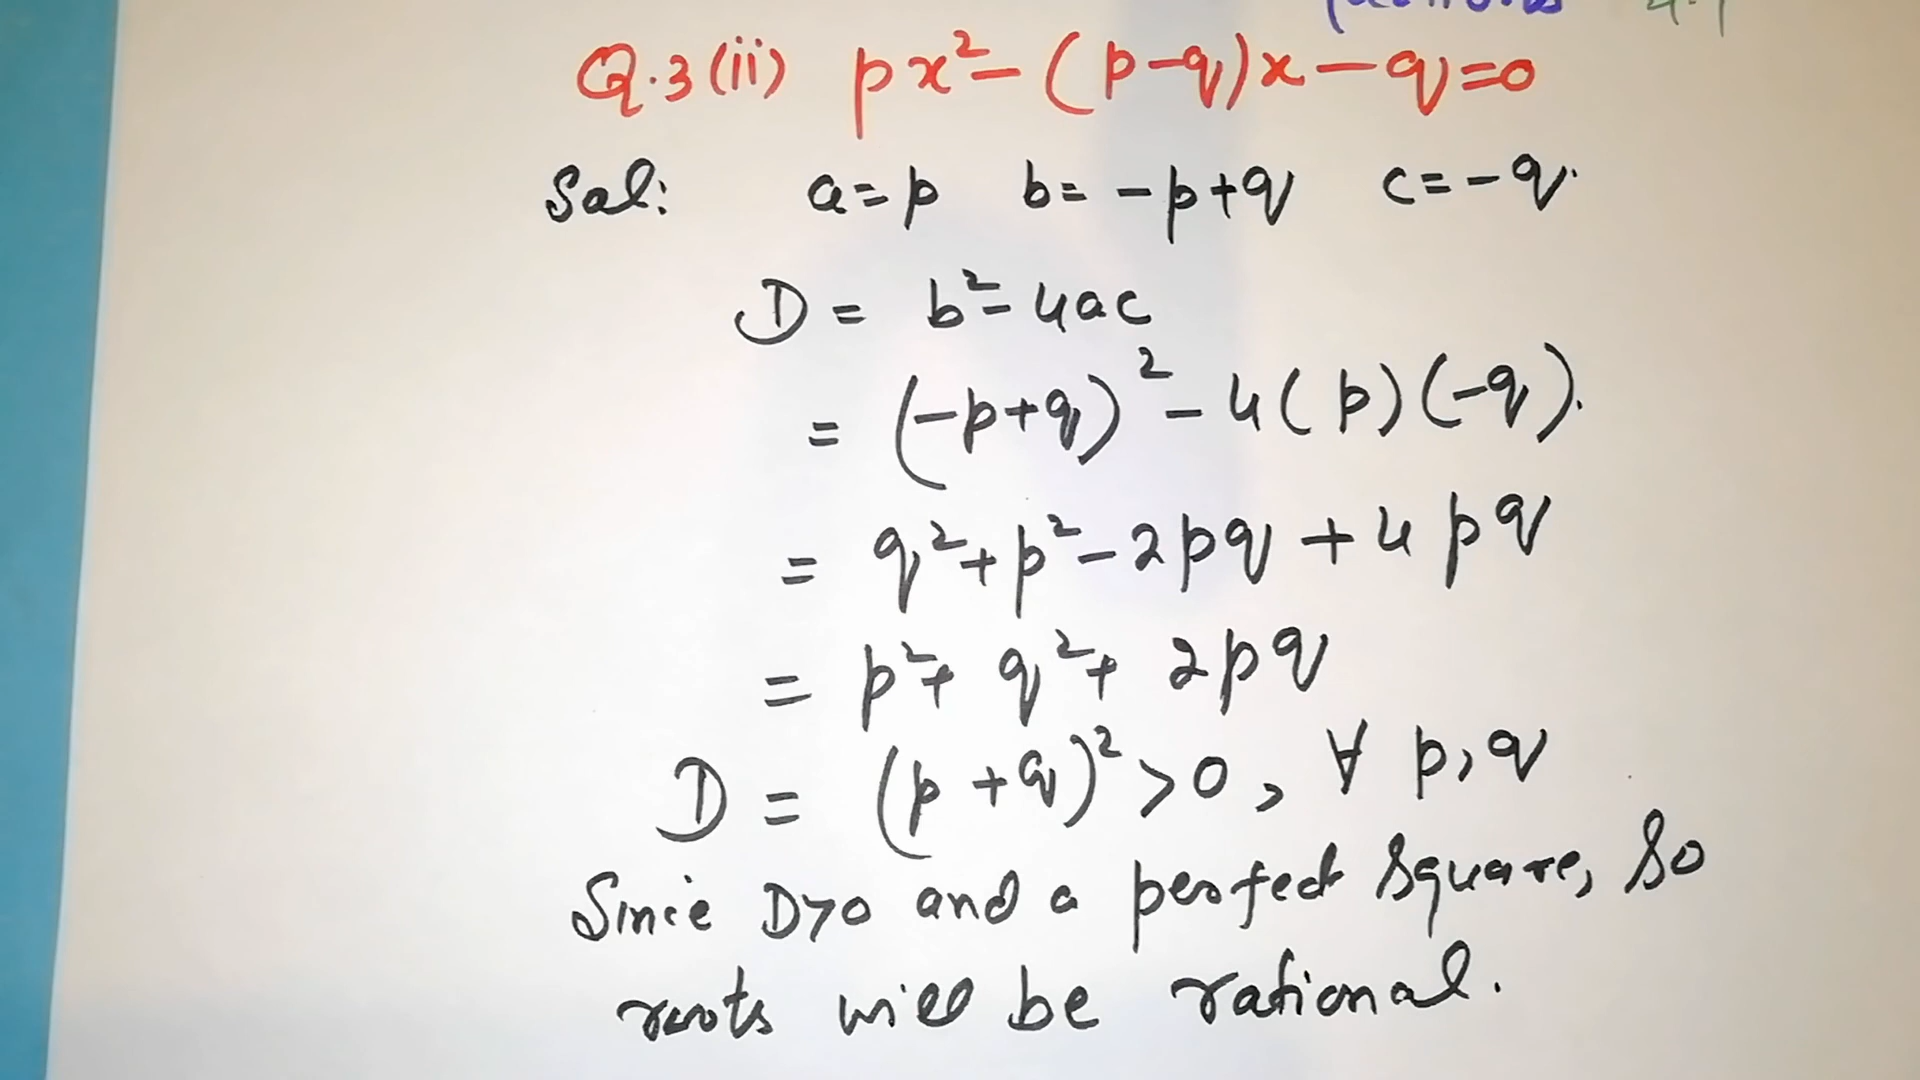 Q.3(ii) px²-(p-q)x-q=0
Sol: a=p b= -p+q c=-q.
D = b²-4ac
= (-p+q)²-4(p)(-q).
= q²+p²-2pq+4pq
= p²+q²+2pq
D = (p+q)²>0, ∀ p,q
Since D>0 and a perfect square, so
roots will be rational.